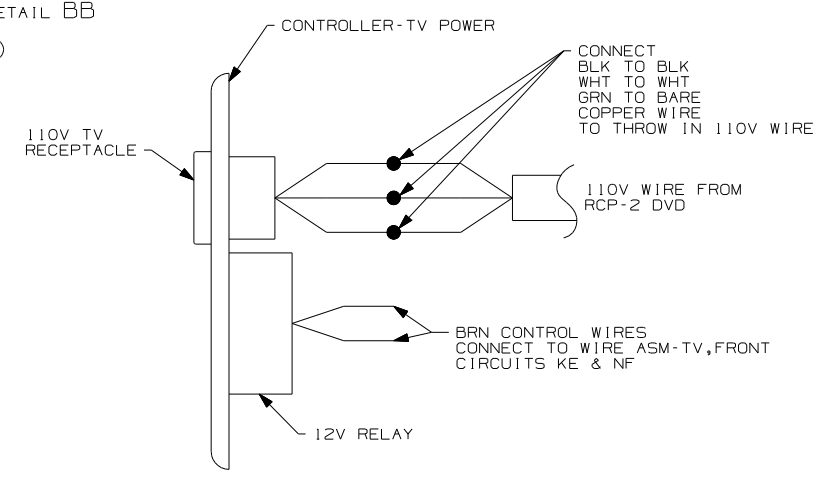 ETAIL BB
CONTROLLER-TV POWER
CONNECT
BLK TO BLK
WHT TO WHT
GRN TO BARE
COPPER WIRE
TO THROW IN 110V WIRE
110V TV
RECEPTACLE
110V WIRE FROM
RCP-2 DVD
BRN CONTROL WIRES
CONNECT TO WIRE ASM-TV,FRONT
CIRCUITS KE & NF
12V RELAY